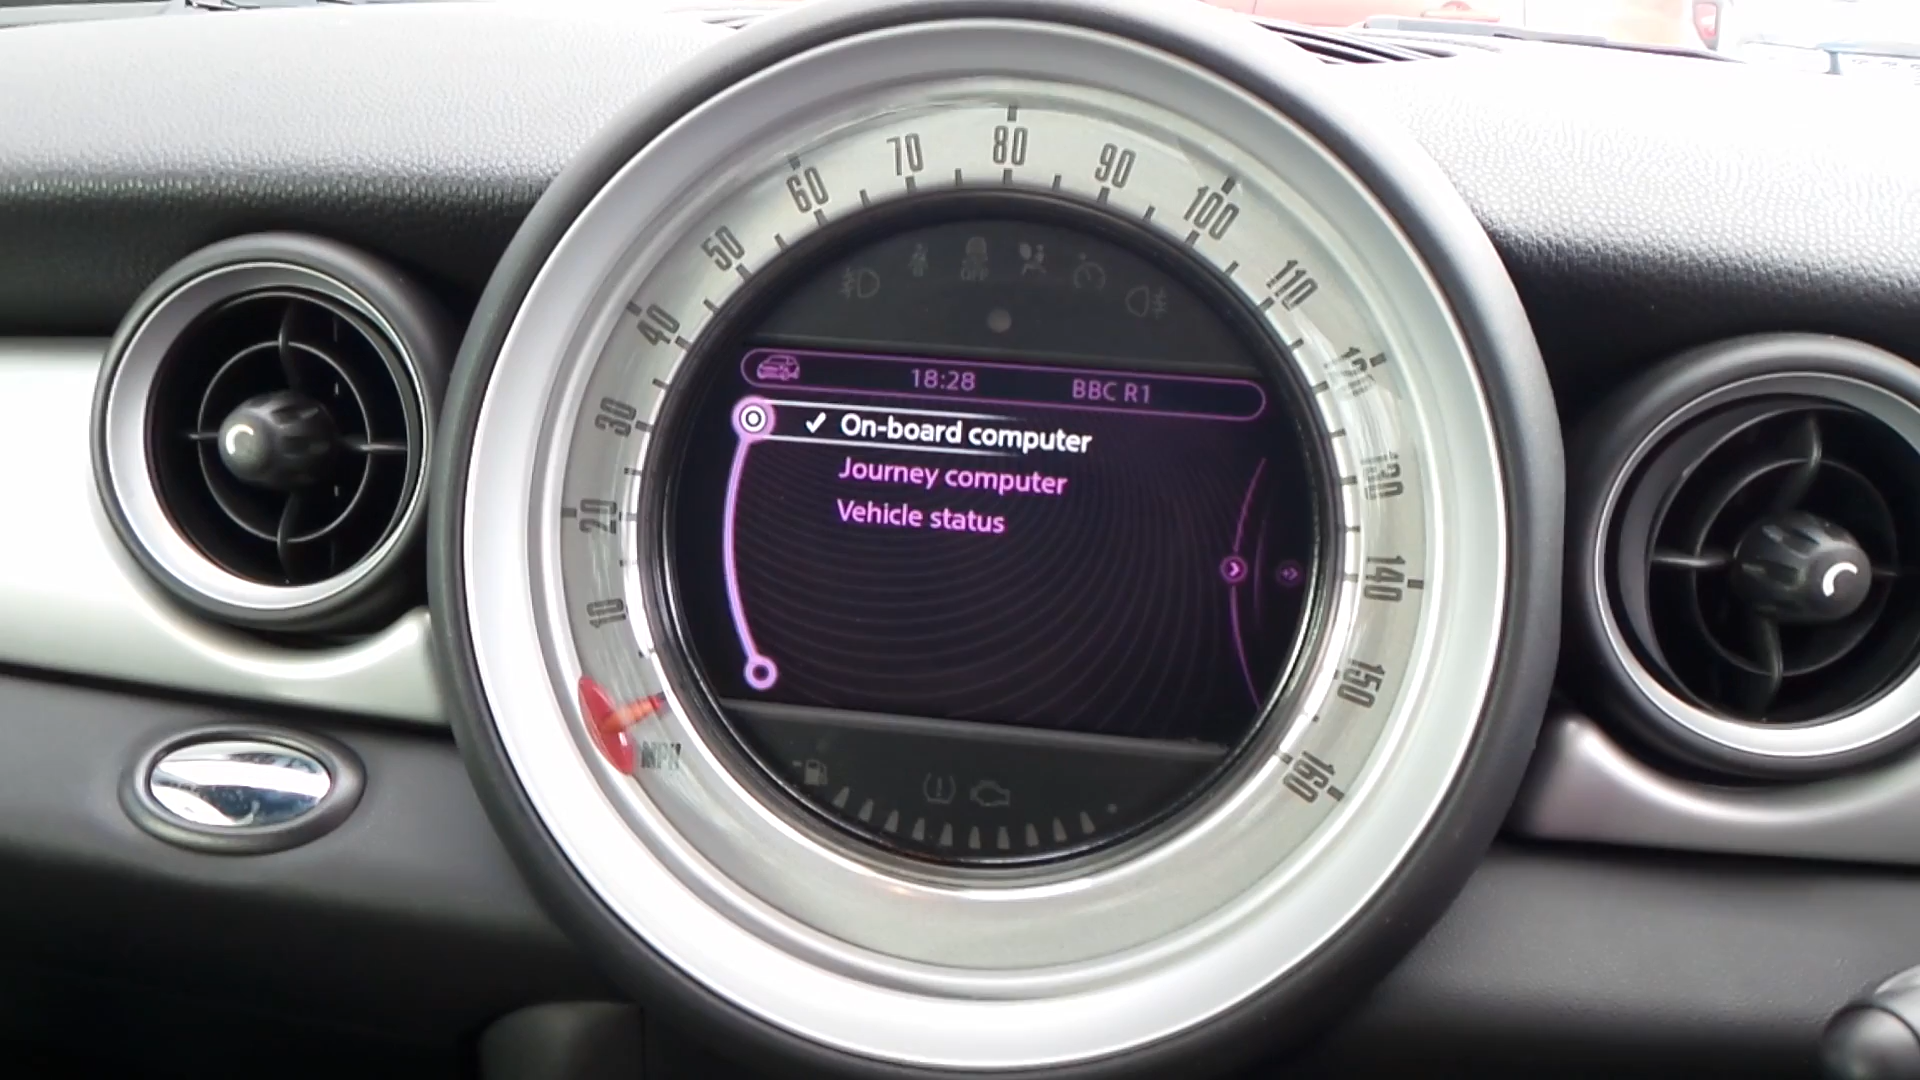 10
20
30
40
50
60
70
80
90
100
110
120
130
140
150
160
MPH
OFF
18:28 BBC R1
On-board computer
Journey computer
Vehicle status